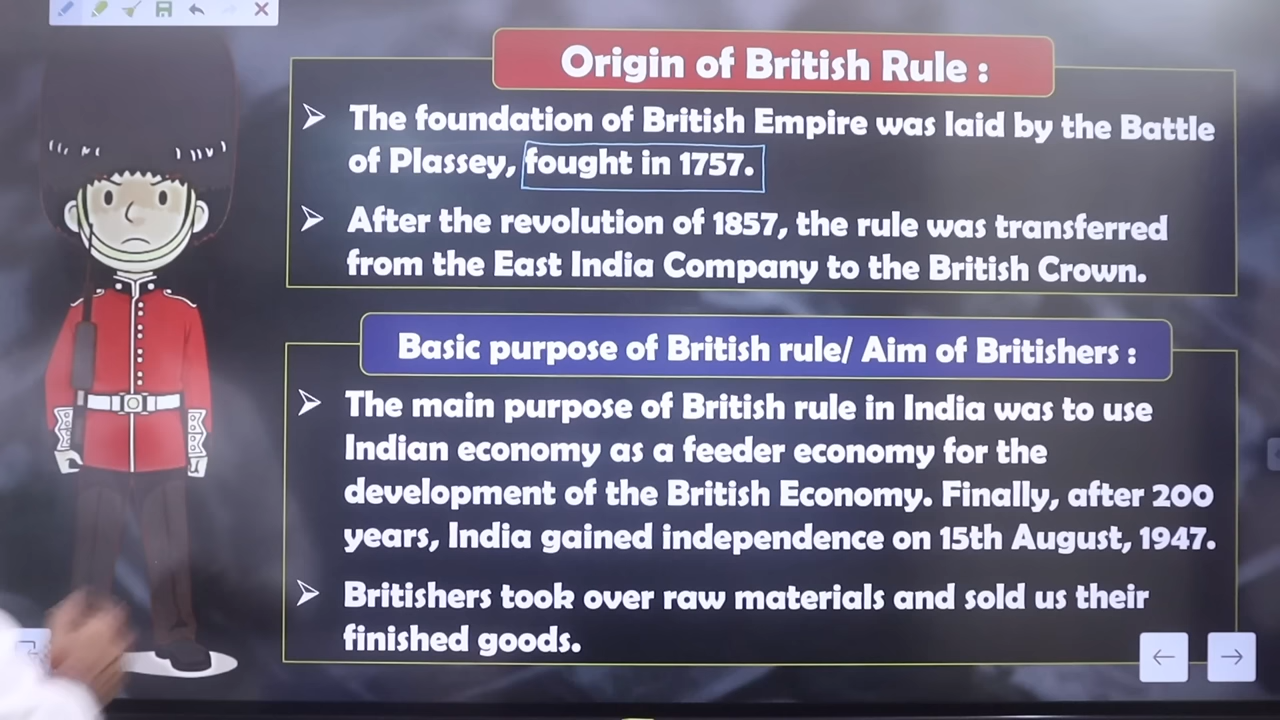 Origin of British Rule :
The foundation of British Empire was laid by the Battle
of Plassey, fought in 1757.
After the revolution of 1857, the rule was transferred
from the East India Company to the British Crown.
Basic purpose of British rule/ Aim of Britishers :
The main purpose of British rule in India was to use
Indian economy as a feeder economy for the
development of the British Economy. Finally, after 200
years, India gained independence on 15th August, 1947.
Britishers took over raw materials and sold us their
finished goods.